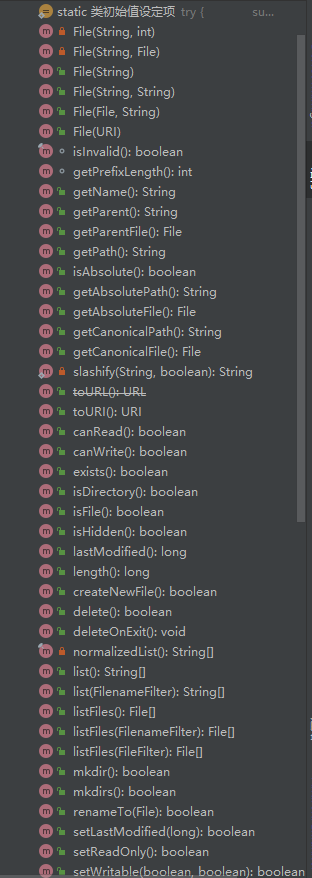 static 类初始值设定项 try { su...
File(String, int)
File(String, File)
File(String)
File(String, String)
File(File, String)
File(URI)
isInvalid(): boolean
getPrefixLength(): int
getName(): String
getParent(): String
getParentFile(): File
getPath(): String
isAbsolute(): boolean
getAbsolutePath(): String
getAbsoluteFile(): File
getCanonicalPath(): String
getCanonicalFile(): File
slashify(String, boolean): String
toURL(): URL
toURI(): URI
canRead(): boolean
canWrite(): boolean
exists(): boolean
isDirectory(): boolean
isFile(): boolean
isHidden(): boolean
lastModified(): long
length(): long
createNewFile(): boolean
delete(): boolean
deleteOnExit(): void
normalizedList(): String[]
list(): String[]
list(FilenameFilter): String[]
listFiles(): File[]
listFiles(FilenameFilter): File[]
listFiles(FileFilter): File[]
mkdir(): boolean
mkdirs(): boolean
renameTo(File): boolean
setLastModified(long): boolean
setReadOnly(): boolean
setWritable(boolean, boolean): boolean